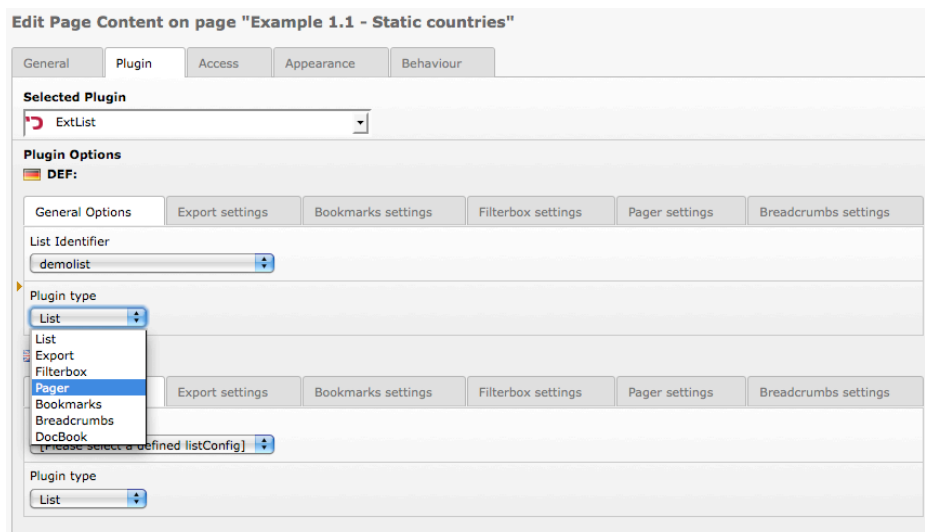 Edit Page Content on page "Example 1.1 - Static countries"
General Plugin Access Appearance Behaviour
Selected Plugin
ExtList
Plugin Options
DEF:
General Options Export settings Bookmarks settings Filterbox settings Pager settings Breadcrumbs settings
List Identifier
demolist
Plugin type
List
List
Export
Filterbox
Pager
Export settings Bookmarks settings Filterbox settings Pager settings Breadcrumbs settings
Bookmarks
Breadcrumbs
DocBook
[Please select a defined listConfig]
Plugin type
List